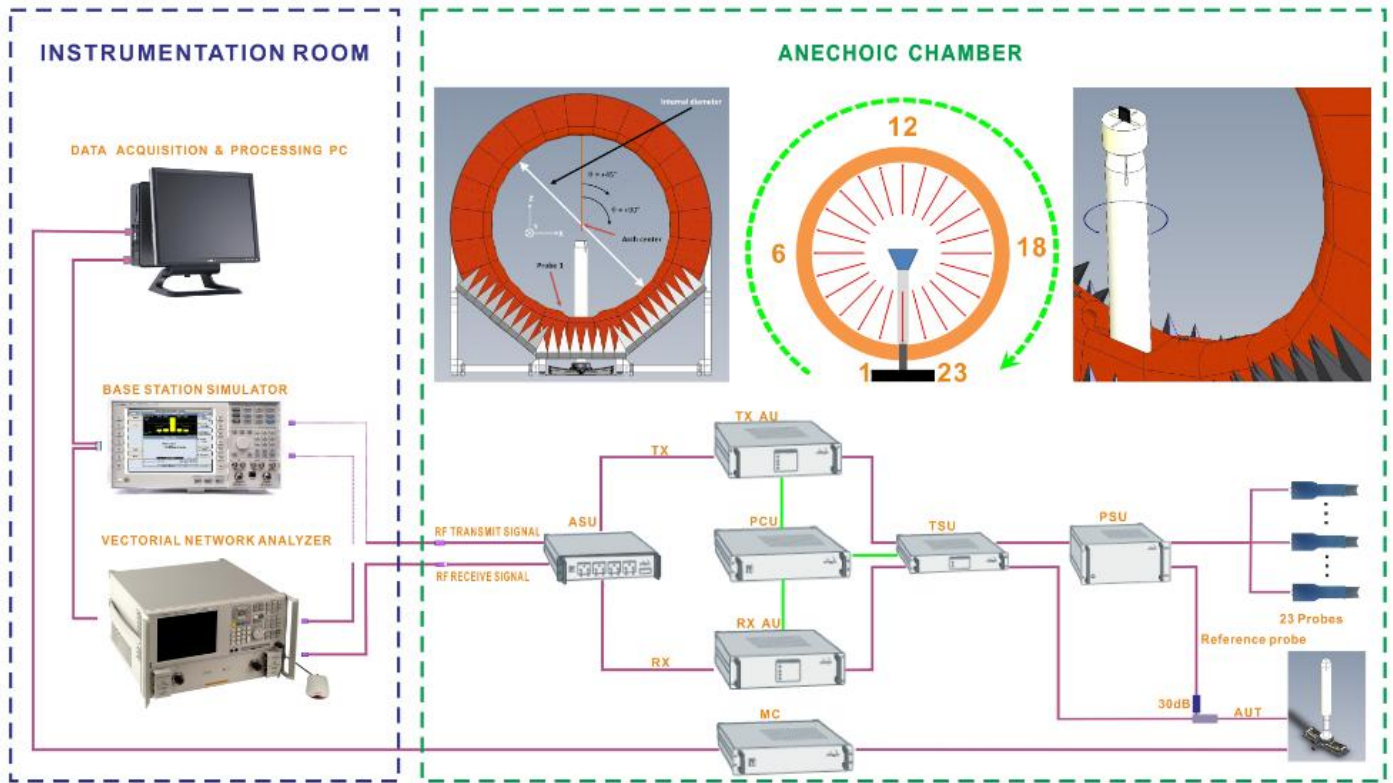 INSTRUMENTATION ROOM
DATA ACQUISITION & PROCESSING PC
BASE STATION SIMULATOR
VECTORIAL NETWORK ANALYZER
ANECHOIC CHAMBER
Internal diameter
θ = +45°
θ = +90°
Z
Y
X
Arch center
Probe 1
12
6
18
1
23
TX AU
TX
RF TRANSMIT SIGNAL
ASU
PCU
TSU
PSU
RF RECEIVE SIGNAL
RX AU
RX
23 Probes
Reference probe
30dB
AUT
MC